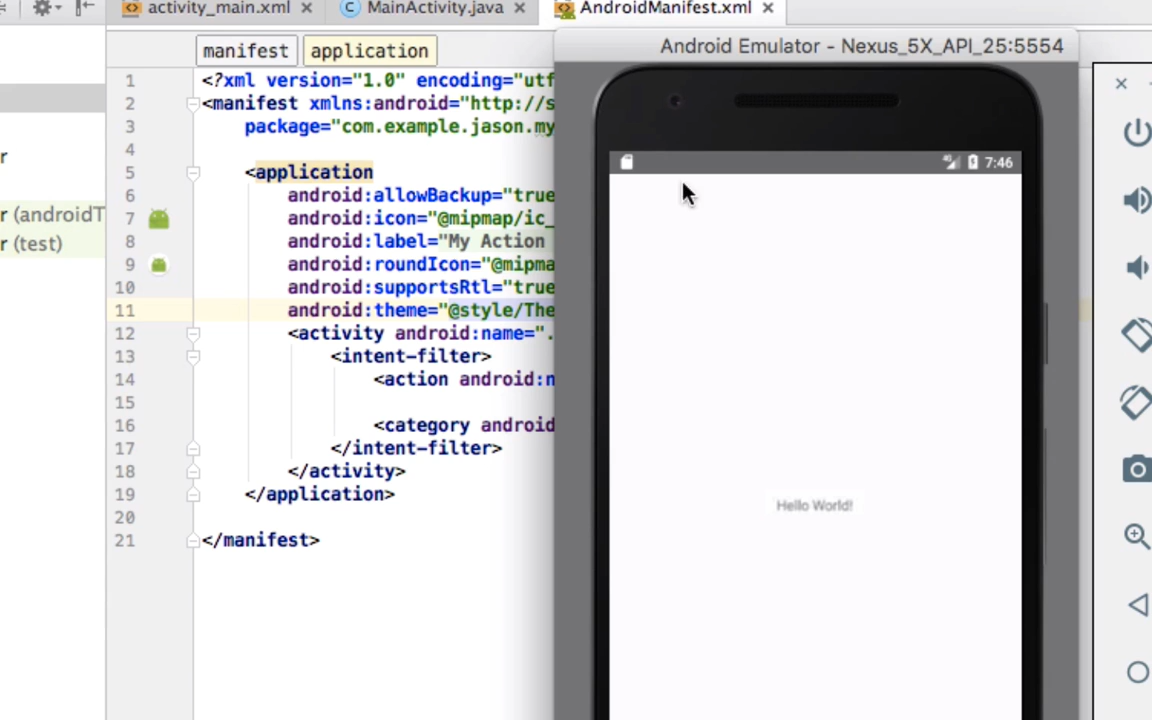 activity_main.xml
MainActivity.java
AndroidManifest.xml
manifest
application
Android Emulator - Nexus_5X_API_25:5554
1 <?xml version="1.0" encoding="utf
2 <manifest xmlns:android="http://s
3 package="com.example.jason.my
4
5 <application
6 android:allowBackup="true
7 android:icon="@mipmap/ic_
8 android:label="My Action
9 android:roundIcon="@mipma
10 android:supportsRtl="true
11 android:theme="@style/The
12 <activity android:name=".
13 <intent-filter>
14 <action android:n
15
16 <category android
17 </intent-filter>
18 </activity>
19 </application>
20
21 </manifest>
r
r (androidT
r (test)
4G
7:46
Hello World!